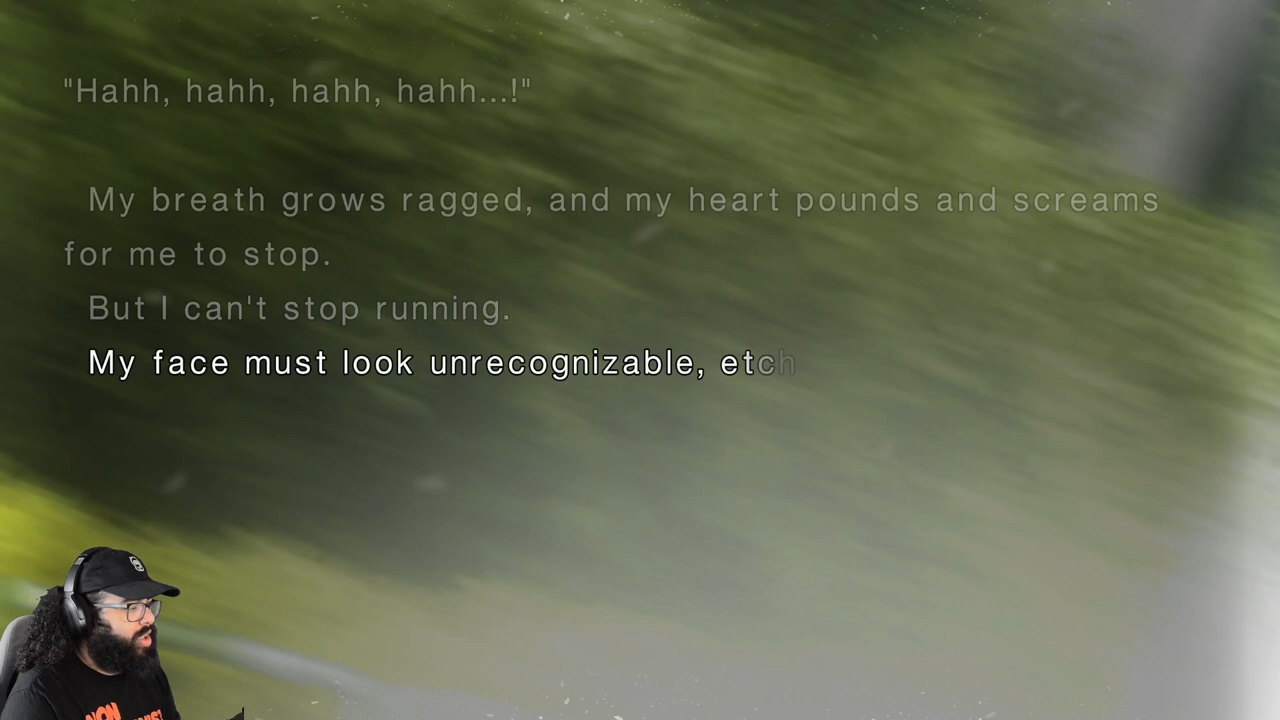 "Hahh, hahh, hahh, hahh...!"
My breath grows ragged, and my heart pounds and screams
for me to stop.
But I can't stop running.
My face must look unrecognizable, etch
NON